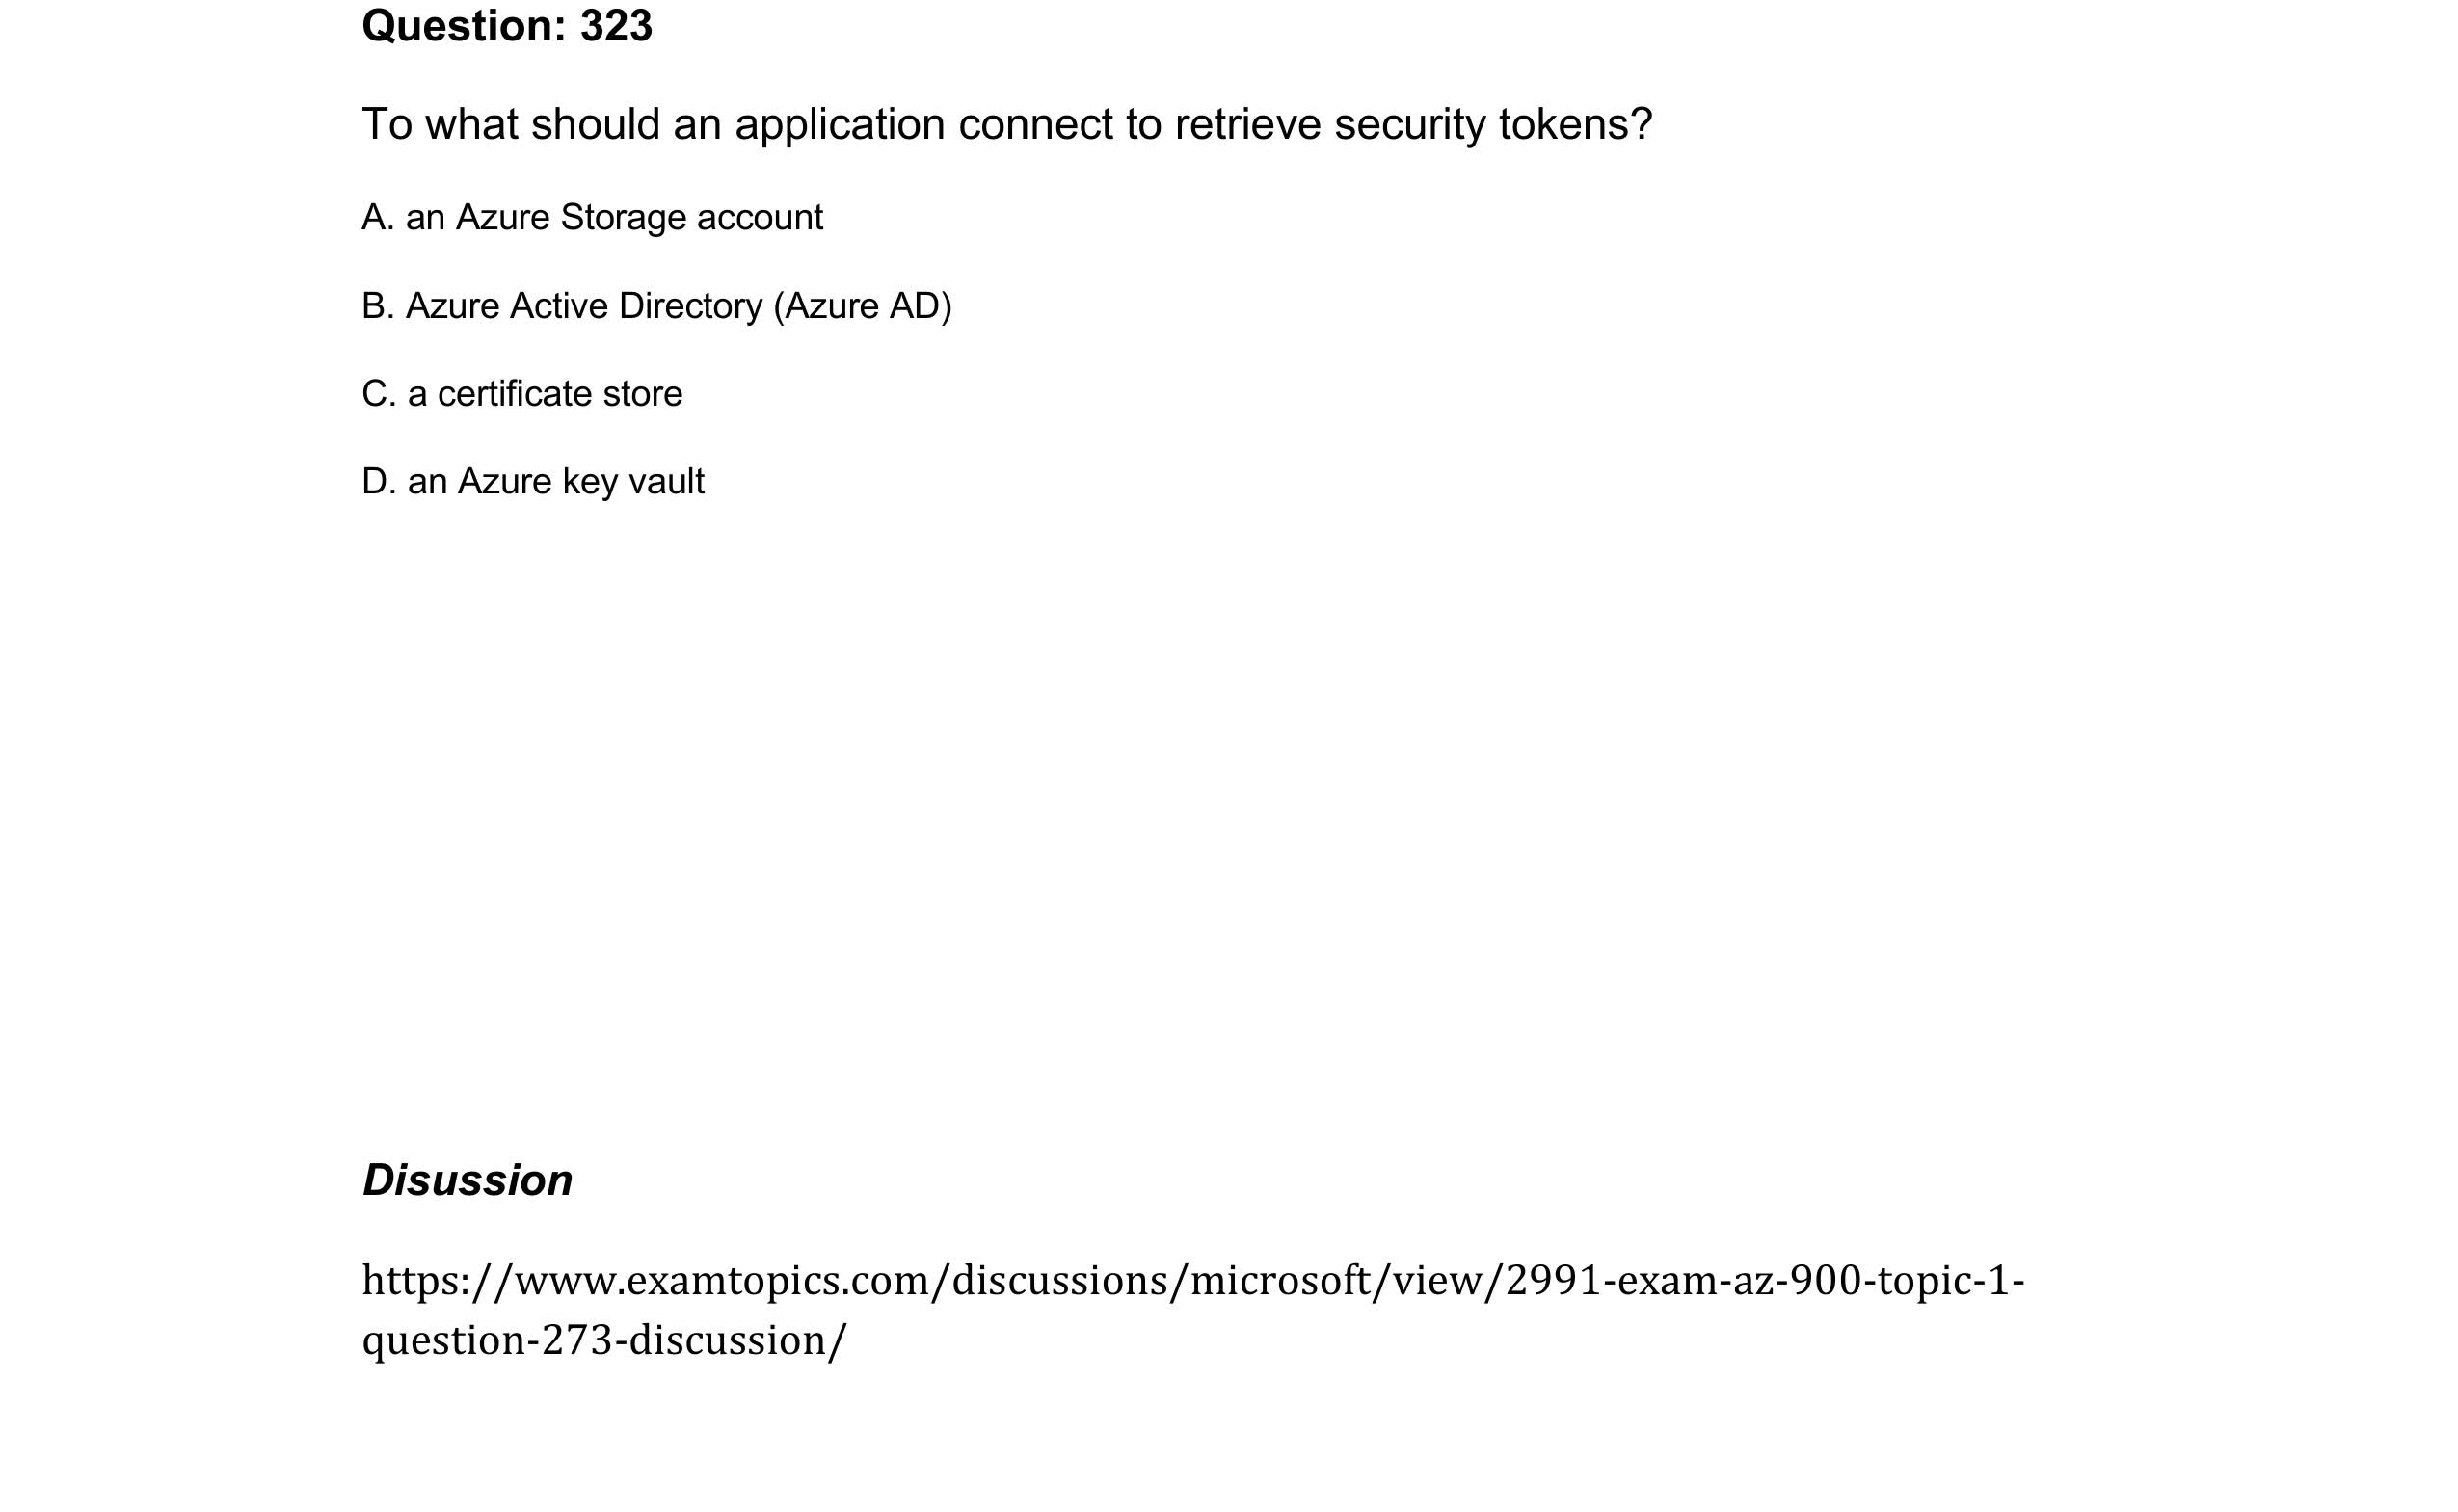 Question: 323
To what should an application connect to retrieve security tokens?
A. an Azure Storage account
B. Azure Active Directory (Azure AD)
C. a certificate store
D. an Azure key vault
Disussion
https://www.examtopics.com/discussions/microsoft/view/2991-exam-az-900-topic-1-
question-273-discussion/